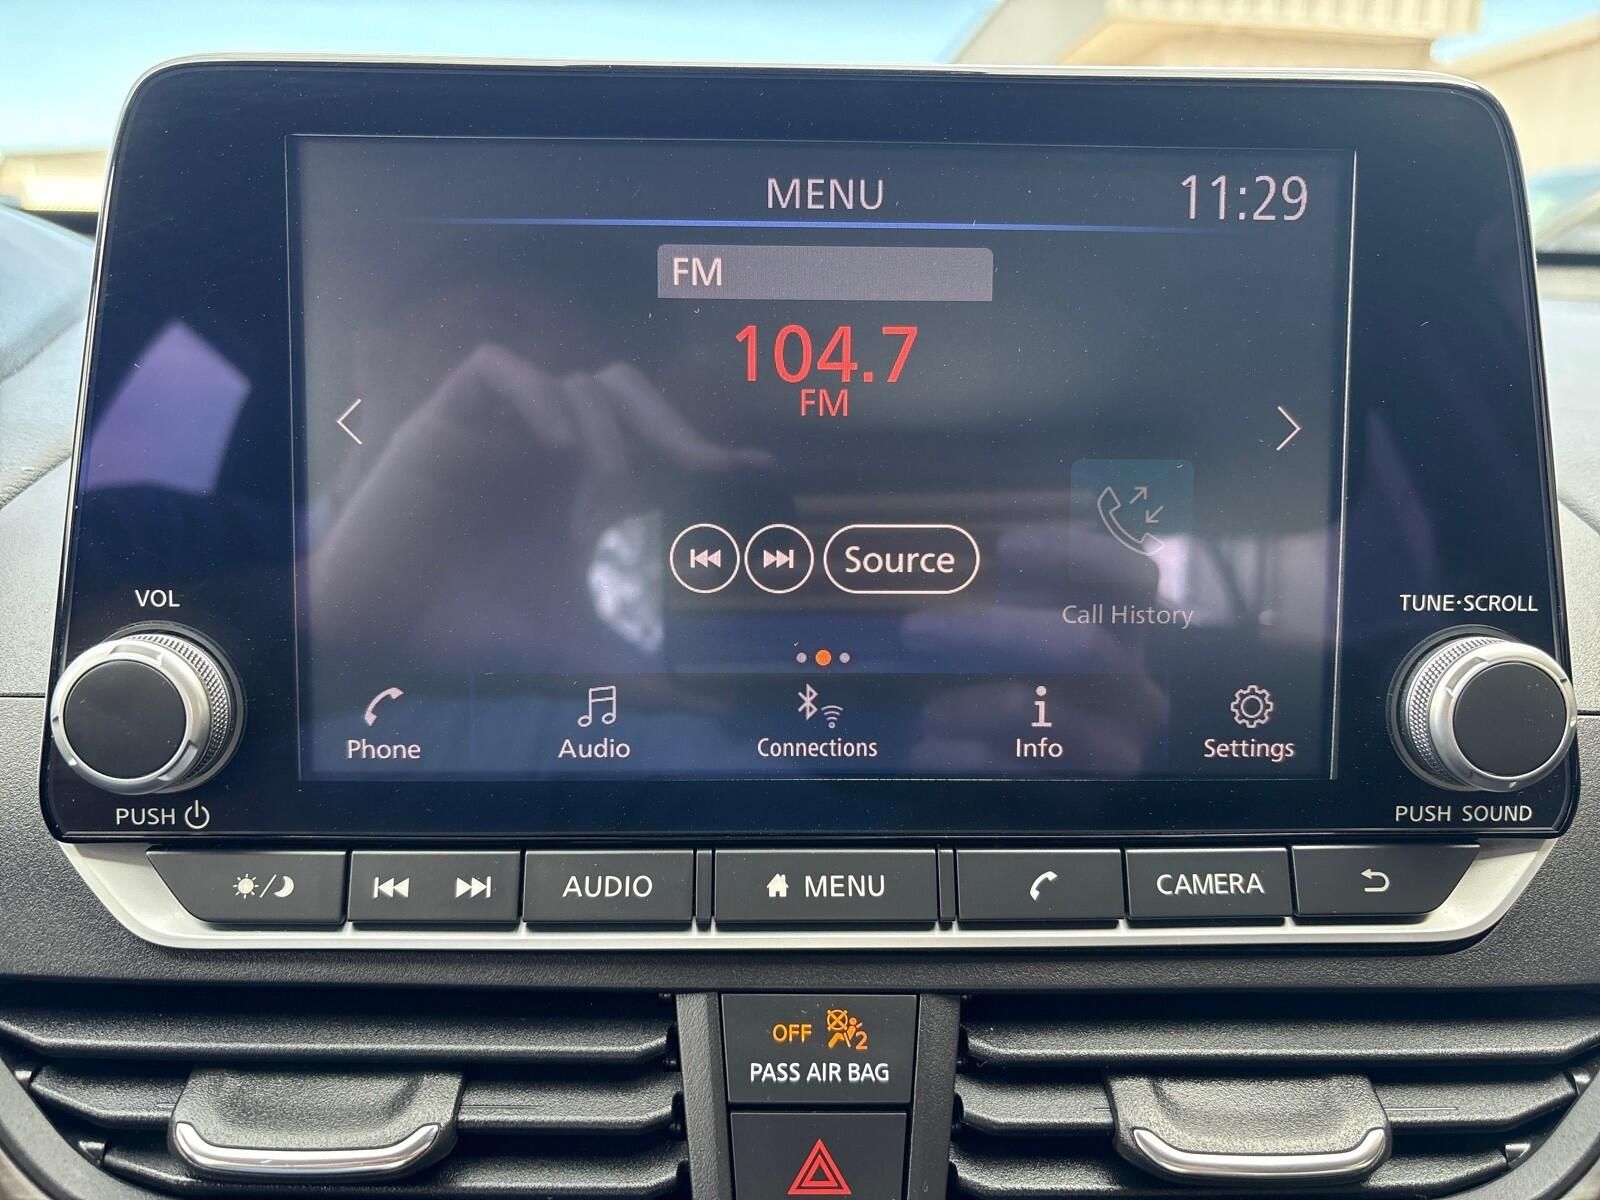 MENU
11:29
FM
104.7
FM
Source
Call History
VOL
TUNE·SCROLL
Phone
Audio
Connections
Info
Settings
PUSH
PUSH SOUND
AUDIO
MENU
CAMERA
OFF
2
PASS AIR BAG